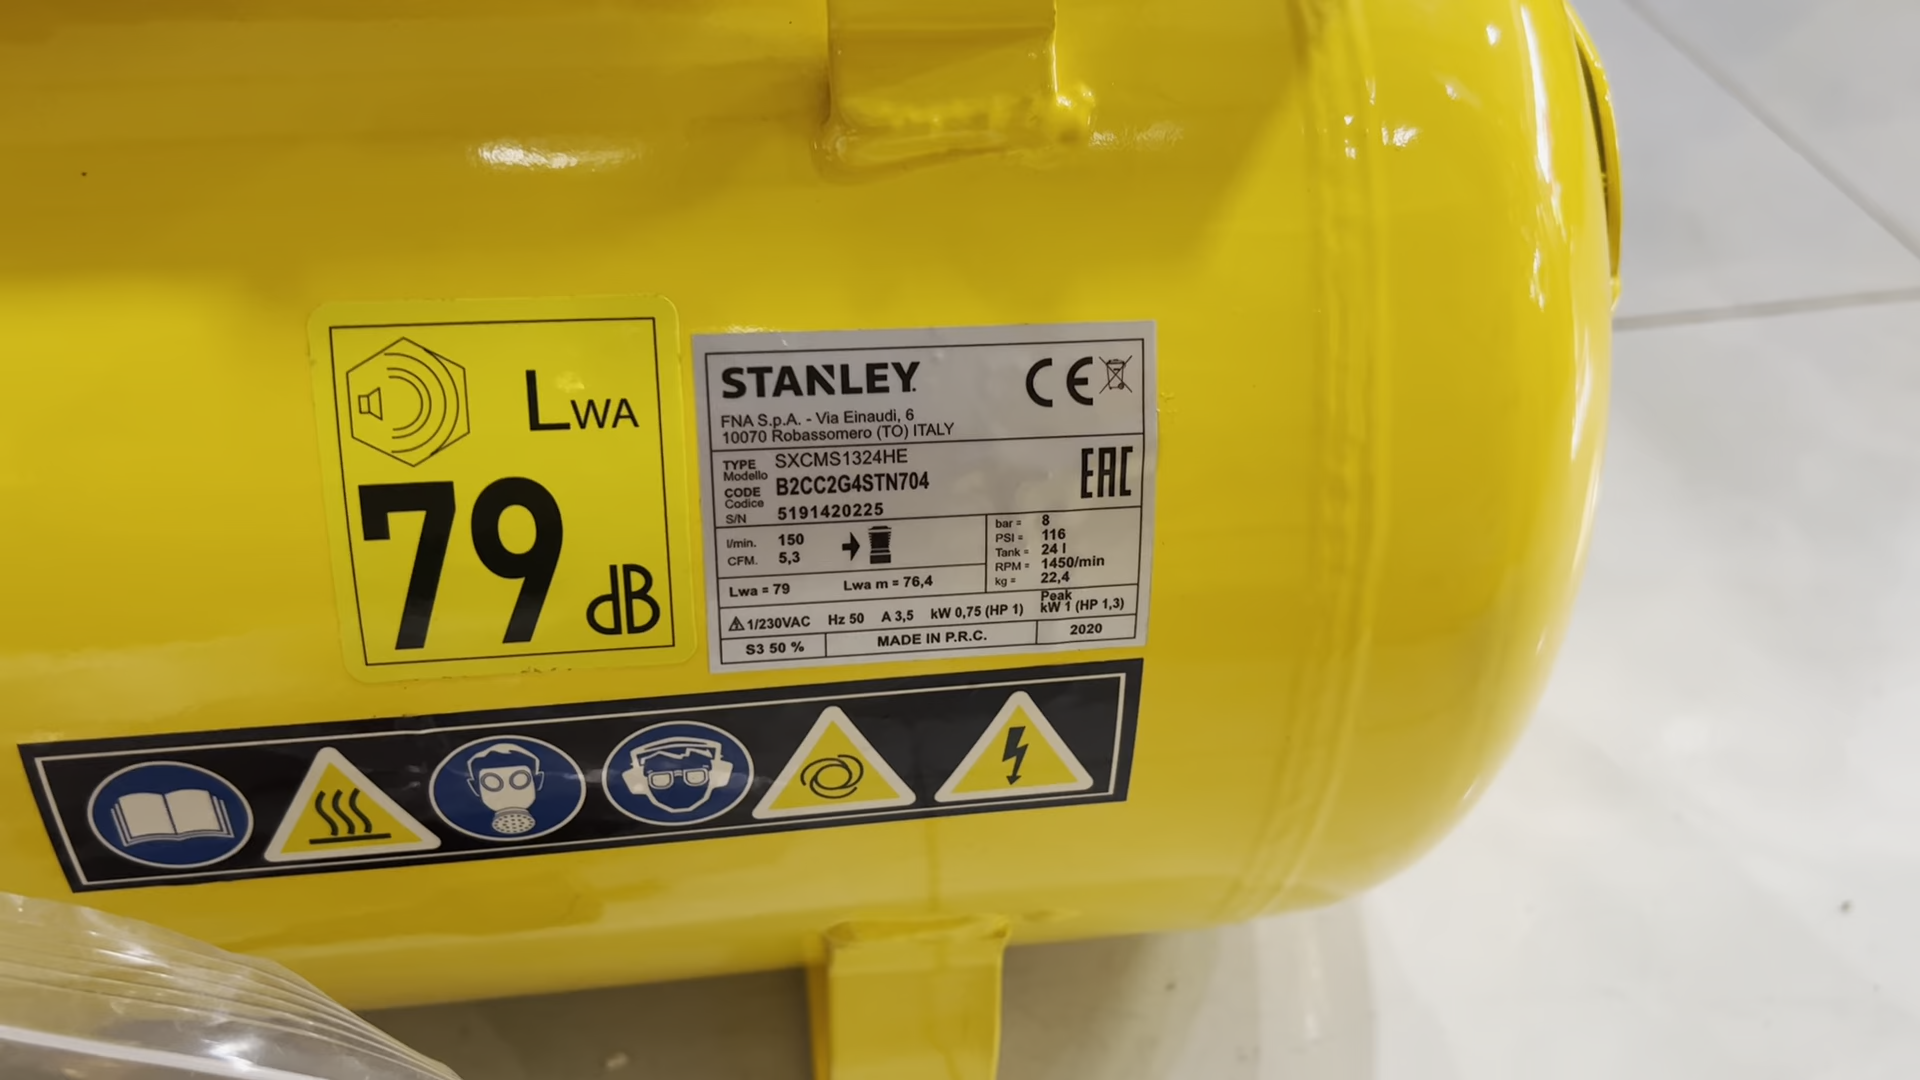 LWA
79 dB
STANLEY. CE
FNA S.p.A. - Via Einaudi, 6
10070 Robassomero (TO) ITALY
TYPE SXCMS1324HE
Modello
CODE B2CC2G4STN704
Codice
S/N 5191420225
EAC
l/min. 150
CFM. 5,3
Lwa = 79 Lwa m = 76,4
bar = 8
PSI = 116
Tank = 24 l
RPM = 1450/min
kg = 22,4
1/230VAC Hz 50 A 3,5 kW 0,75 (HP 1) Peak kW 1 (HP 1,3)
S3 50 % MADE IN P.R.C. 2020